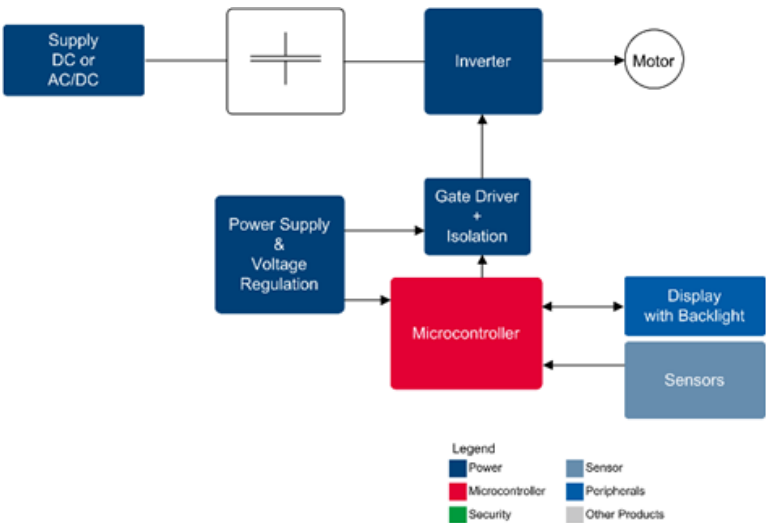 Supply
DC or
AC/DC
Inverter
Motor
Gate Driver
+
Isolation
Power Supply
&
Voltage
Regulation
Microcontroller
Display
with Backlight
Sensors
Legend
Power
Sensor
Microcontroller
Peripherals
Security
Other Products